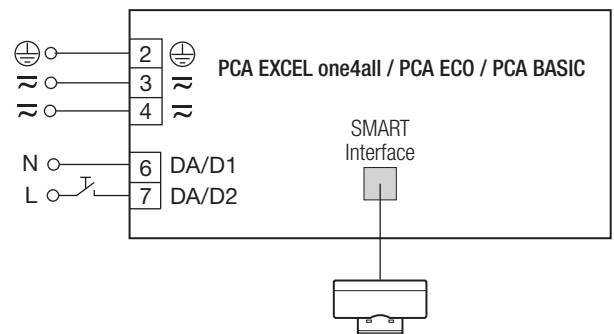 2
3 PCA EXCEL one4all / PCA ECO / PCA BASIC
4
SMART
Interface
N 6 DA/D1
L 7 DA/D2